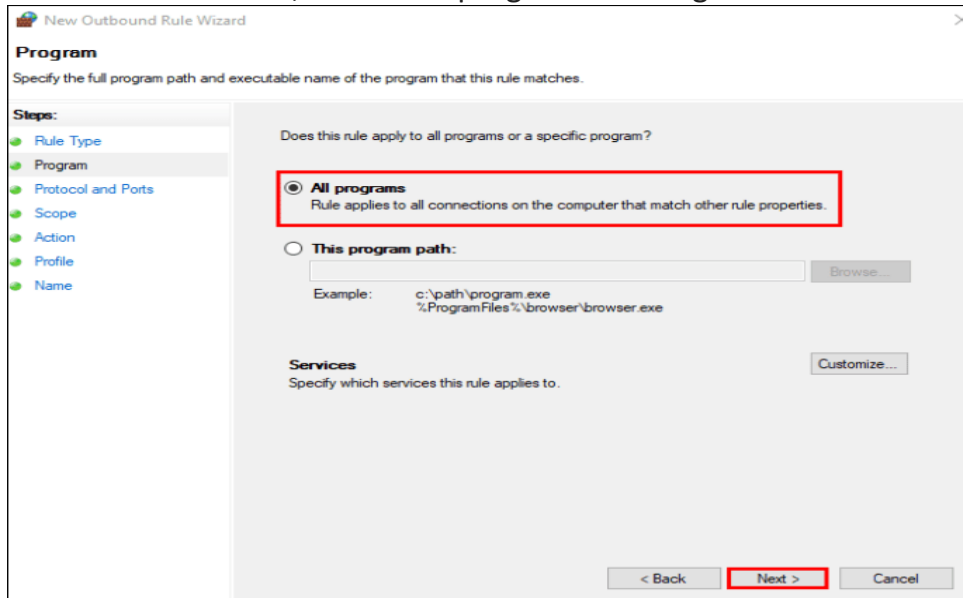 New Outbound Rule Wizard
Program
Specify the full program path and executable name of the program that this rule matches.
Steps:
Rule Type
Program
Protocol and Ports
Scope
Action
Profile
Name
Does this rule apply to all programs or a specific program?
All programs
Rule applies to all connections on the computer that match other rule properties.
This program path:
Browse...
Example: c:\path\program.exe
%ProgramFiles%\browser\browser.exe
Services
Specify which services this rule applies to.
Customize...
< Back Next > Cancel